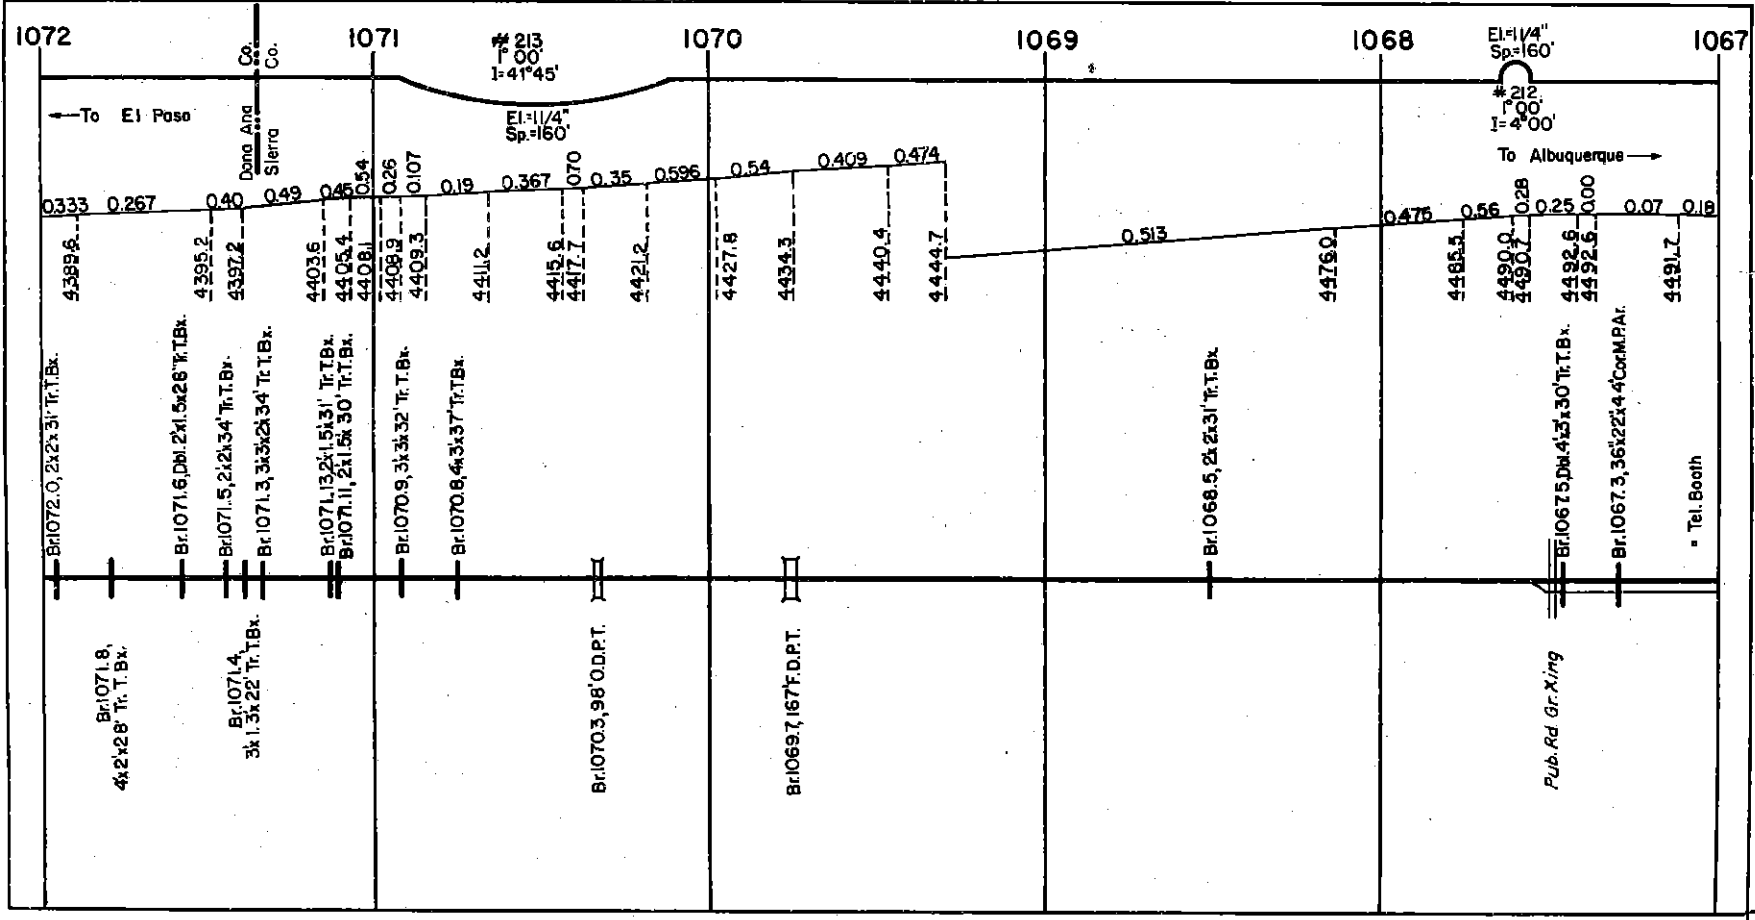 1072
1071
1070
1069
1068
1067
Dona Ana Co.
Sierra Co.
# 213
1°00'
I=41°45'
El.=1 1/4"
Sp.=160'
El.=1 1/4"
Sp.=160'
# 212
1°00'
I=4°00'
←To El Paso
To Albuquerque→
0.333
0.267
0.40
0.49
0.45
0.54
0.26
0.107
0.19
0.367
.070
0.35
0.596
0.54
0.409
0.474
0.513
0.475
0.56
0.28
0.25
0.00
0.07
0.18
4389.6
4395.2
4397.2
4403.6
4405.4
4408.1
4408.9
4409.3
4411.2
4415.6
4417.7
4421.2
4427.8
4434.3
4440.4
4444.7
4476.0
4485.5
4490.0
4490.7
4492.6
4492.6
4491.7
Br.1072.0, 2'x2'x31' Tr.T.Bx.
Br.1071.6, Dbl.2'x1.5'x28' Tr.T.Bx.
Br.1071.5, 2'x2'x34' Tr.T.Bx.
Br.1071.3, 3'x3'x2'x34' Tr.T.Bx.
Br.1071.13, 2'x1.5'x31' Tr.T.Bx.
Br.1071.11, 2'x1.5'x30' Tr.T.Bx.
Br.1070.9, 3'x3'x32' Tr.T.Bx.
Br.1070.8, 4'x3'x37' Tr.T.Bx.
Br.1068.5, 2'x2'x31' Tr.T.Bx.
Br.1067.5, Dbl.4'x3'x30' Tr.T.Bx.
Br.1067.3, 36"x22"x44' Cor.M.P.Ar.
Tel. Booth
Br.1071.8,
4'x2'x28' Tr. T. Bx.
Br.1071.4,
3'x1.3'x22' Tr.T.Bx.
Br.1070.3, 98' O.D.P.T.
Br.1069.7, 167' F.D.P.T.
Pub. Rd. Gr. Xing